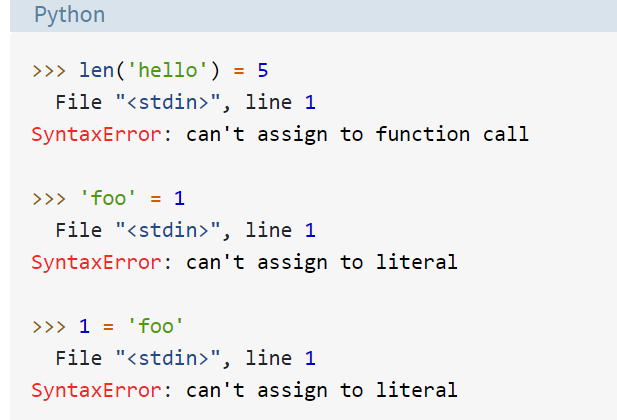 Python
>>> len('hello') = 5
  File "<stdin>", line 1
SyntaxError: can't assign to function call
>>> 'foo' = 1
  File "<stdin>", line 1
SyntaxError: can't assign to literal
>>> 1 = 'foo'
  File "<stdin>", line 1
SyntaxError: can't assign to literal